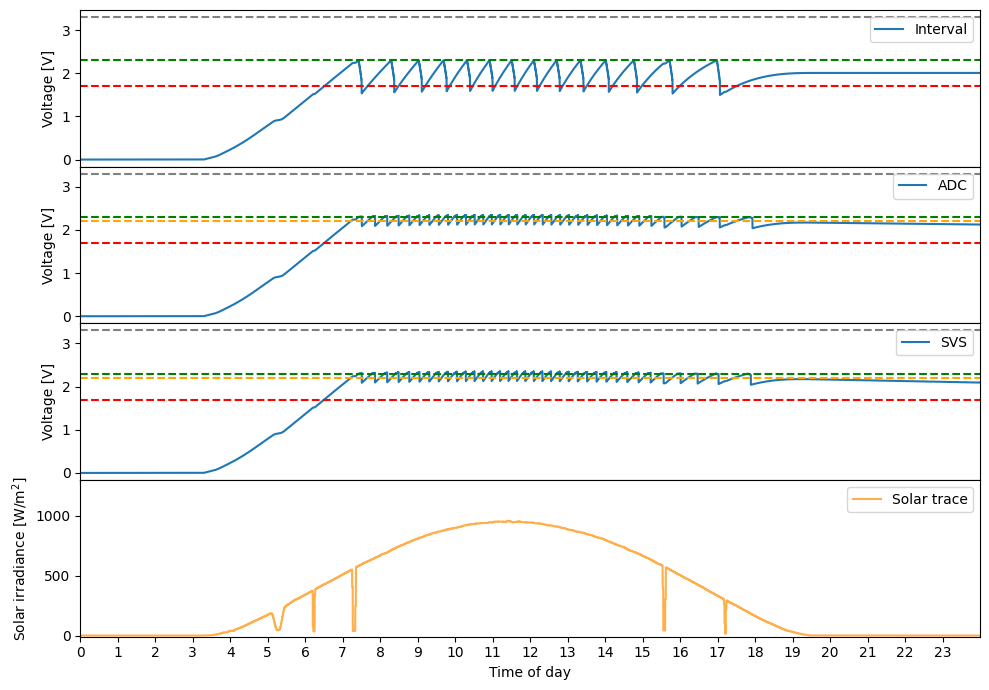 Voltage [V]
3
2
1
0
Interval
Voltage [V]
3
2
1
0
ADC
Voltage [V]
3
2
1
0
SVS
Solar irradiance [W/m²]
1000
500
0
Solar trace
0 1 2 3 4 5 6 7 8 9 10 11 12 13 14 15 16 17 18 19 20 21 22 23
Time of day